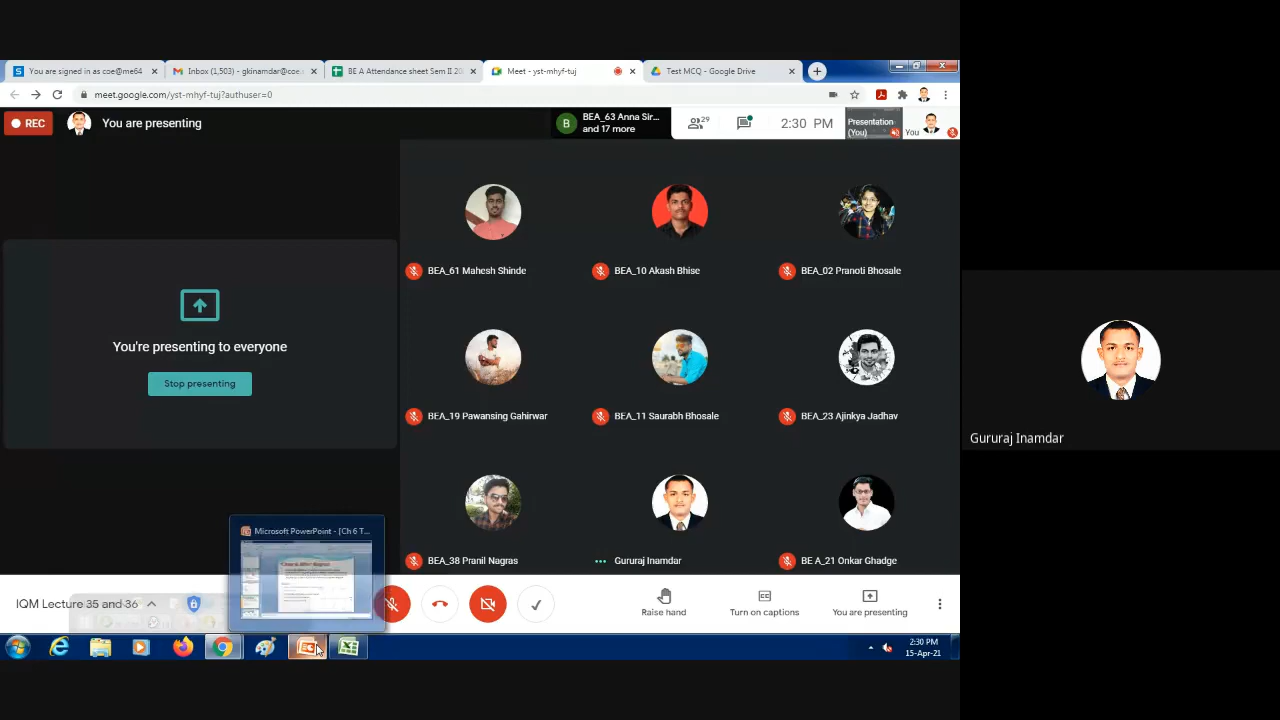 You are signed in as coe@me64
Inbox (1,503) - gkinamdar@coe.
BE A Attendance sheet Sem II 20
Meet - yst-mhyf-tuj
Test MCQ - Google Drive
meet.google.com/yst-mhyf-tuj?authuser=0
REC
You are presenting
B
BEA_63 Anna Sir...
and 17 more
29
2:30 PM
Presentation
(You)
You
BEA_61 Mahesh Shinde
BEA_10 Akash Bhise
BEA_02 Pranoti Bhosale
You're presenting to everyone
Stop presenting
BEA_19 Pawansing Gahirwar
BEA_11 Saurabh Bhosale
BEA_23 Ajinkya Jadhav
Gururaj Inamdar
BEA_38 Pranil Nagras
Gururaj Inamdar
BE A_21 Onkar Ghadge
Microsoft PowerPoint - [Ch 6 T...
IQM Lecture 35 and 36
Raise hand
Turn on captions
You are presenting
2:30 PM
15-Apr-21